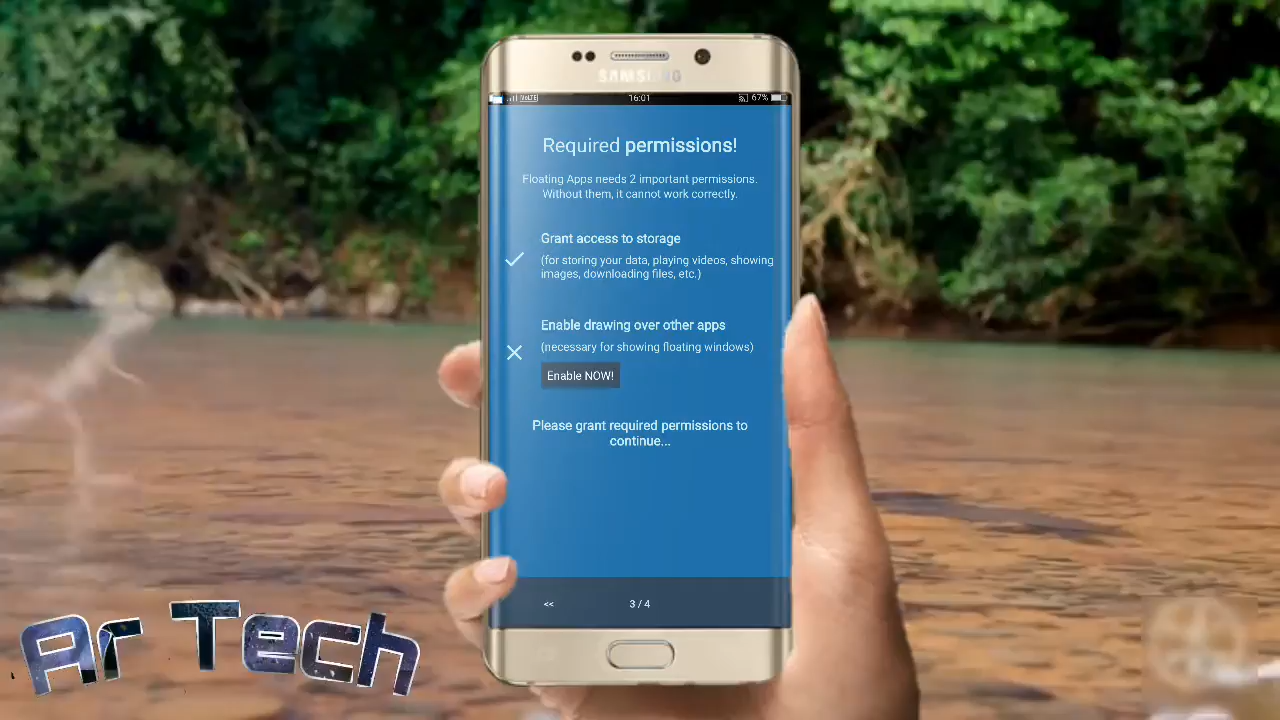 SAMSUNG
VoLTE 16:01 67%
Required permissions!
Floating Apps needs 2 important permissions.
Without them, it cannot work correctly.
Grant access to storage
(for storing your data, playing videos, showing
images, downloading files, etc.)
Enable drawing over other apps
(necessary for showing floating windows)
Enable NOW!
Please grant required permissions to
continue...
<< 3 / 4
Ar Tech